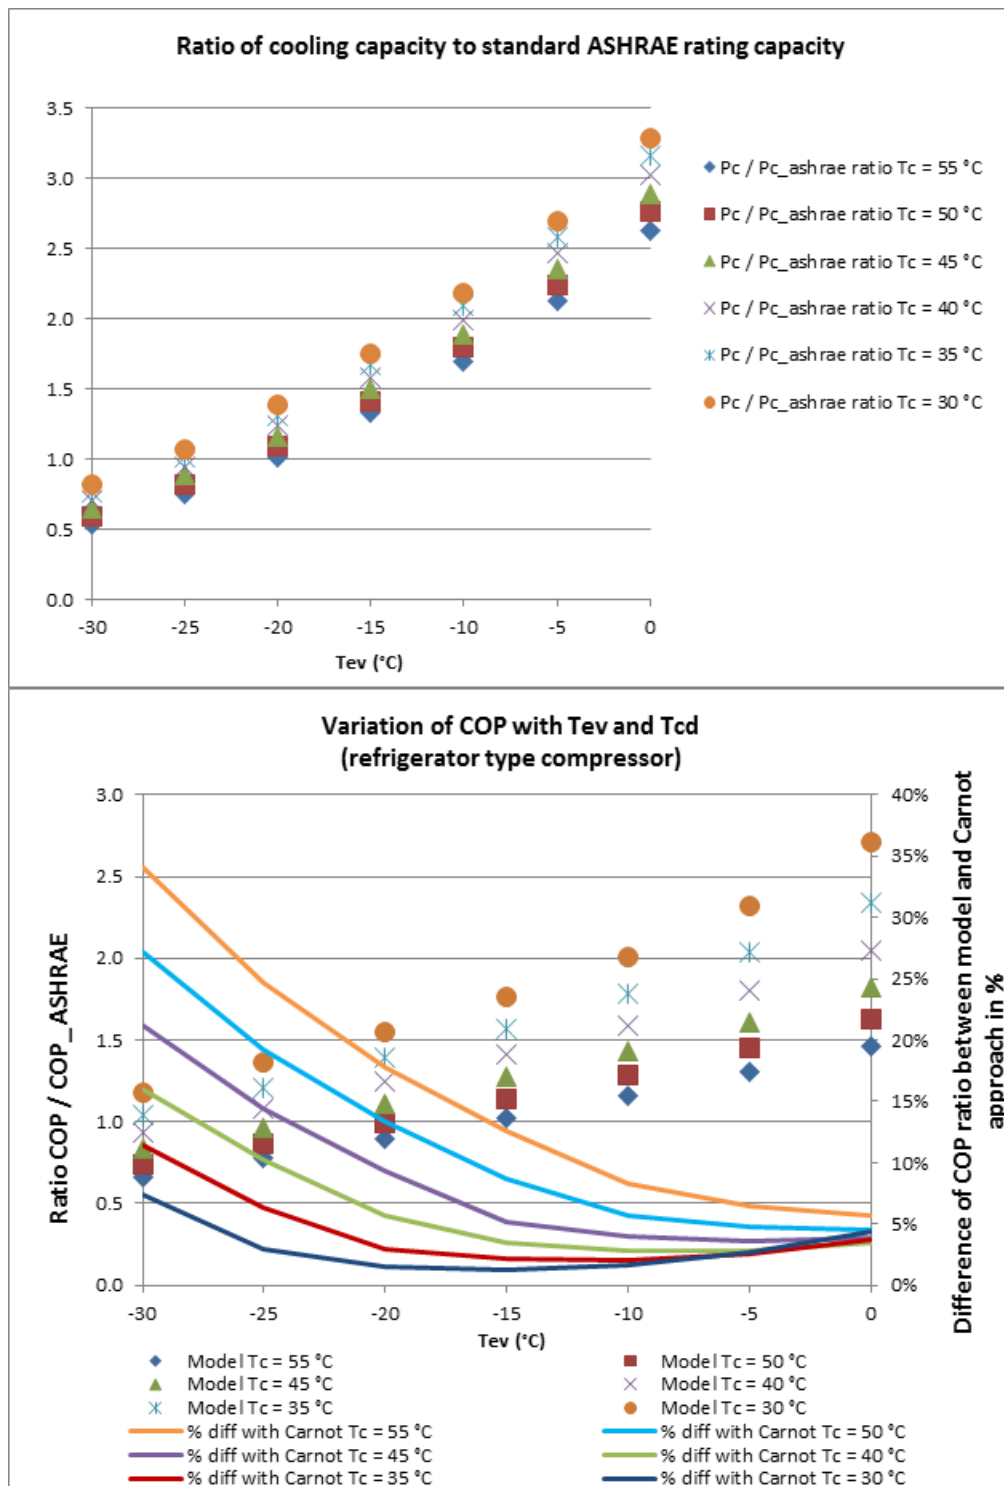 Ratio of cooling capacity to standard ASHRAE rating capacity
3.5
3.0
2.5
2.0
1.5
1.0
0.5
0.0
-30 -25 -20 -15 -10 -5 0
Tev (°C)
Pc / Pc_ashrae ratio Tc = 55 °C
Pc / Pc_ashrae ratio Tc = 50 °C
Pc / Pc_ashrae ratio Tc = 45 °C
Pc / Pc_ashrae ratio Tc = 40 °C
Pc / Pc_ashrae ratio Tc = 35 °C
Pc / Pc_ashrae ratio Tc = 30 °C
Variation of COP with Tev and Tcd
(refrigerator type compressor)
Ratio COP / COP_ASHRAE
3.0
2.5
2.0
1.5
1.0
0.5
0.0
40%
35%
30%
25%
20%
15%
10%
5%
0%
Difference of COP ratio between model and Carnot
approach in %
-30 -25 -20 -15 -10 -5 0
Tev (°C)
Model Tc = 55 °C Model Tc = 50 °C
Model Tc = 45 °C Model Tc = 40 °C
Model Tc = 35 °C Model Tc = 30 °C
% diff with Carnot Tc = 55 °C % diff with Carnot Tc = 50 °C
% diff with Carnot Tc = 45 °C % diff with Carnot Tc = 40 °C
% diff with Carnot Tc = 35 °C % diff with Carnot Tc = 30 °C